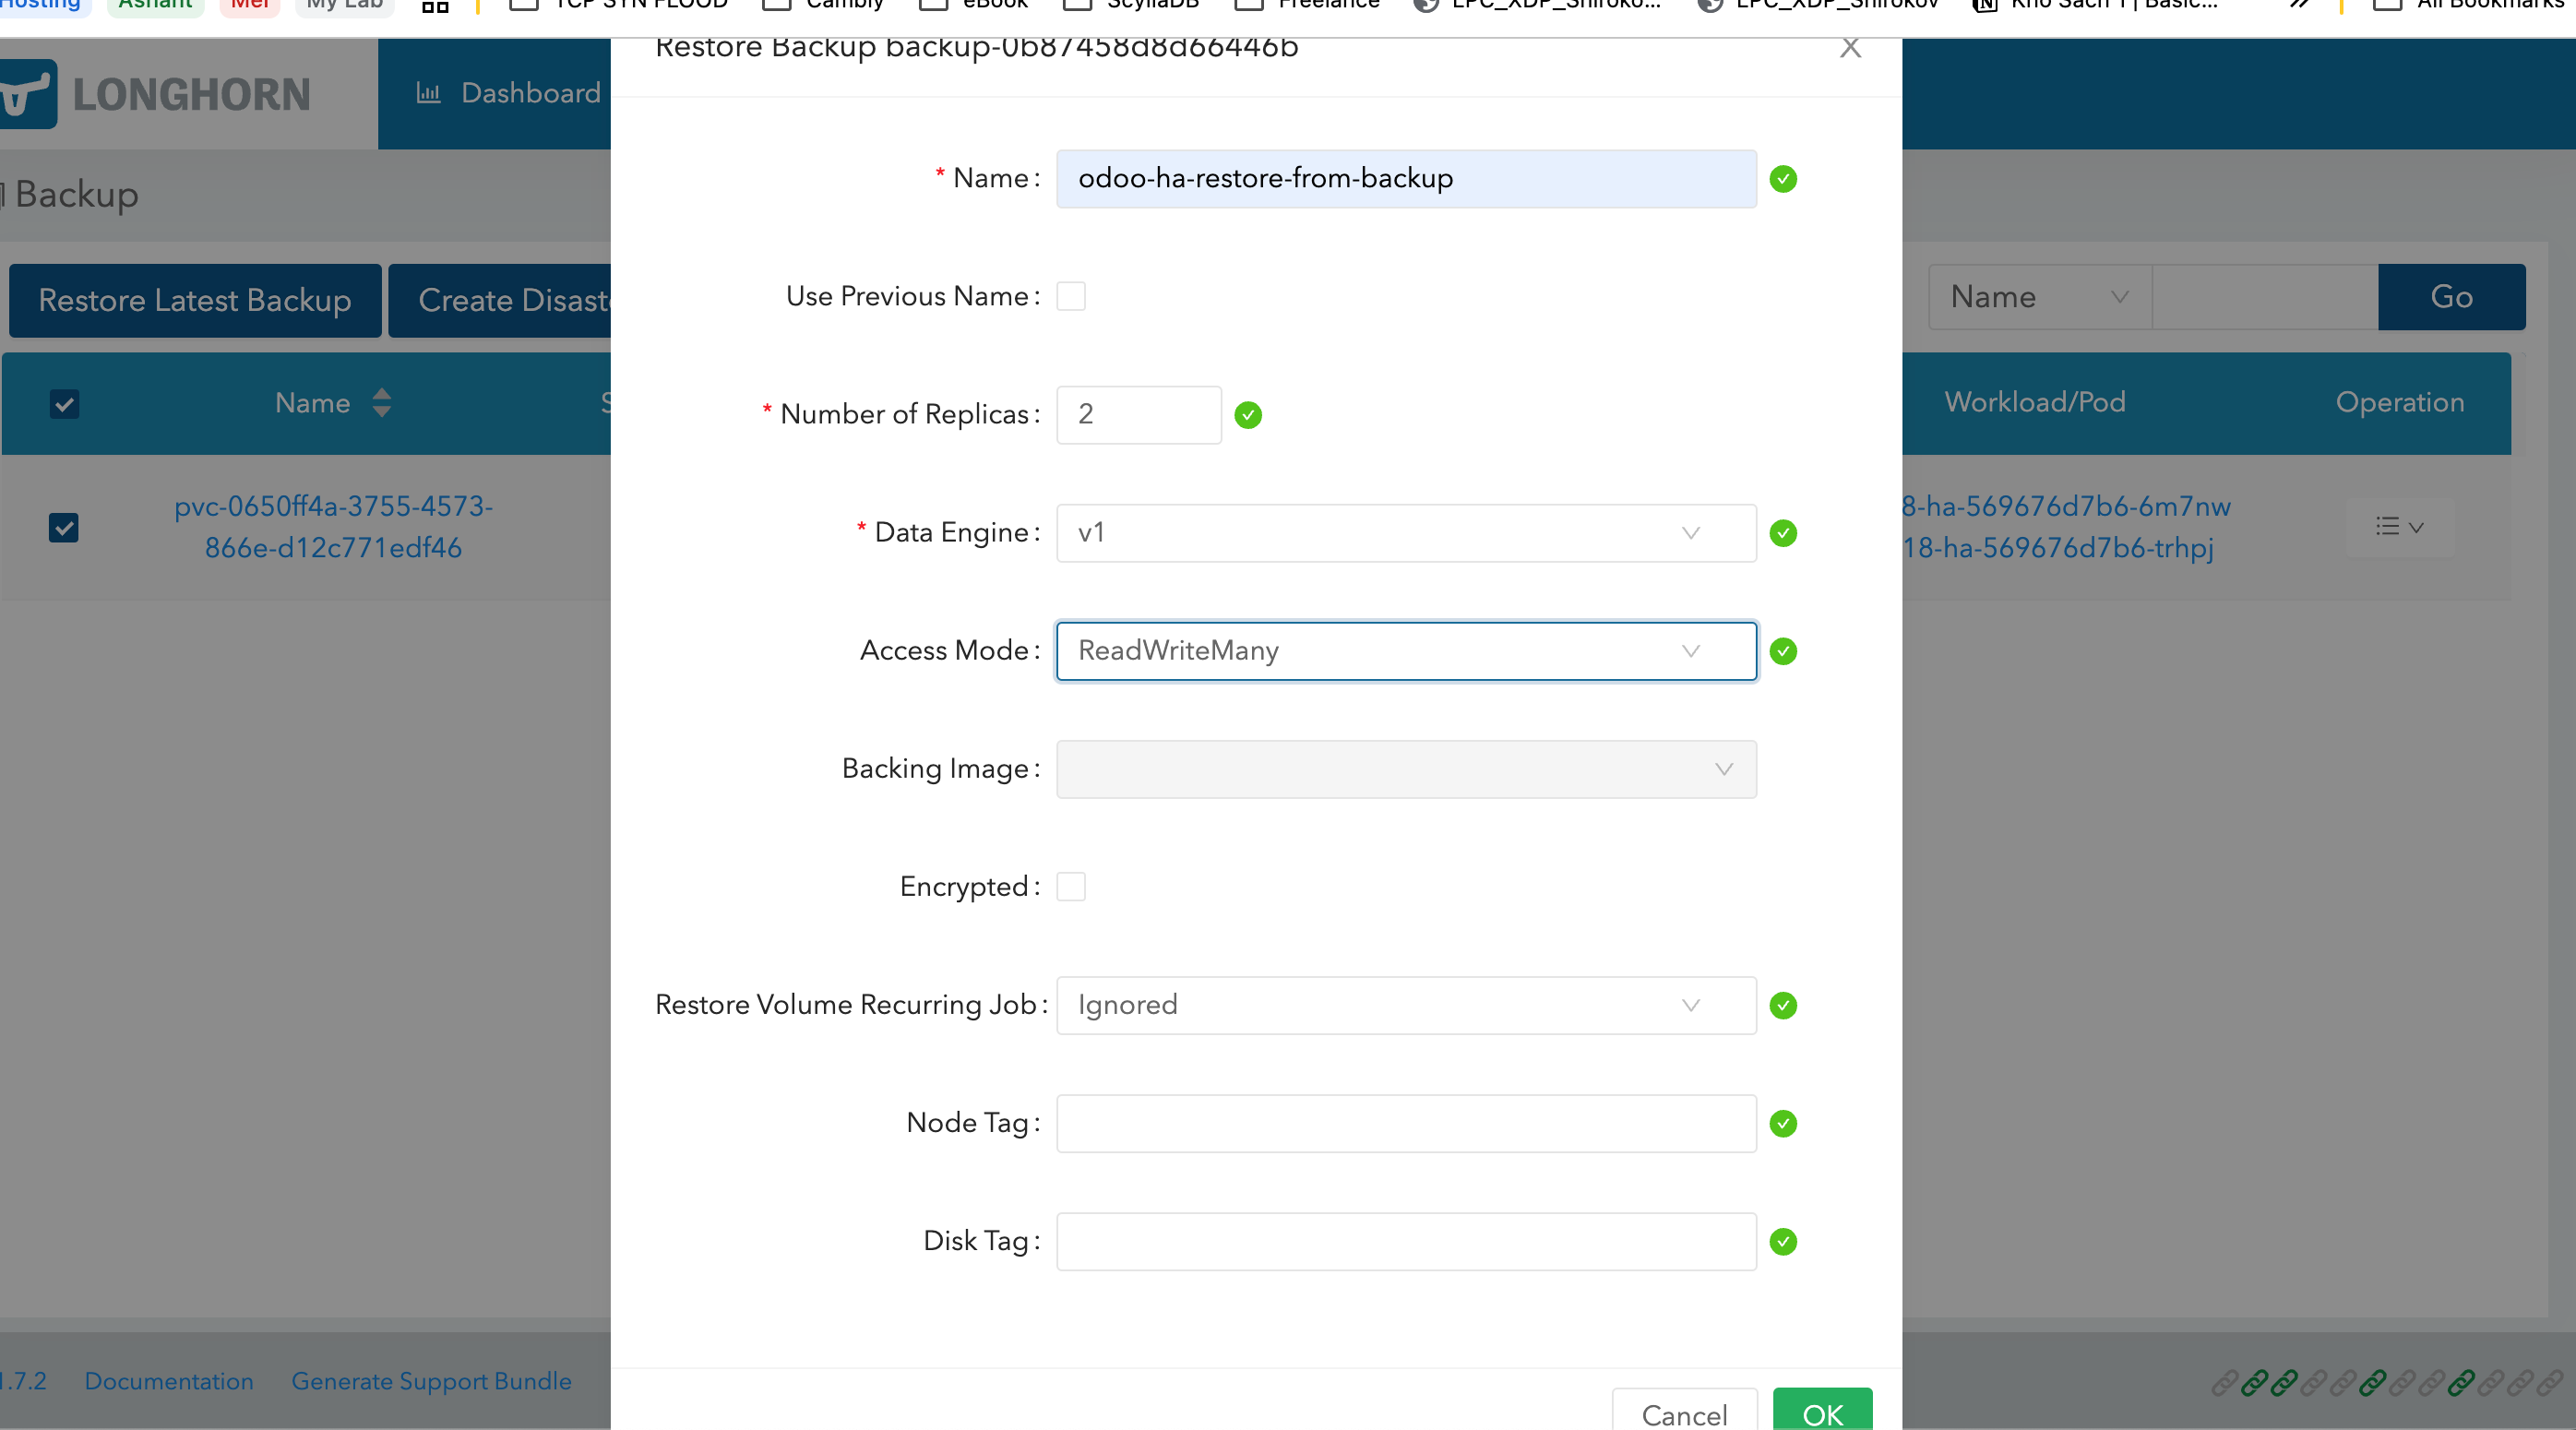 Hosting Ashant Mei My Lab TCP SYN FLOOD Cambly eBook ScyllaDB Freelance LPC_XDP_Shiroko... LPC_XDP_Shirokov Kho Sách 1 | Basic... » All Bookmarks
Restore Backup backup-0b87458d8d66446b X
LONGHORN Dashboard
Backup
* Name: odoo-ha-restore-from-backup
Use Previous Name:
Restore Latest Backup Create Disast Name Go
Name Workload/Pod Operation
* Number of Replicas: 2
pvc-0650ff4a-3755-4573-
866e-d12c771edf46
8-ha-569676d7b6-6m7nw
18-ha-569676d7b6-trhpj
* Data Engine: v1
Access Mode: ReadWriteMany
Backing Image:
Encrypted:
Restore Volume Recurring Job: Ignored
Node Tag:
Disk Tag:
1.7.2 Documentation Generate Support Bundle
Cancel OK